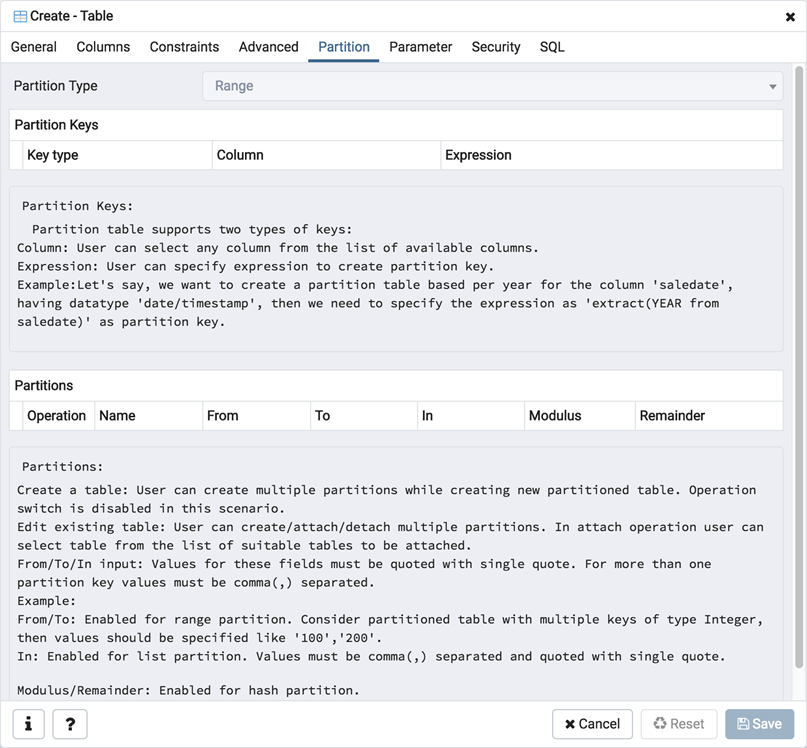 Create - Table
General Columns Constraints Advanced Partition Parameter Security SQL
Partition Type Range
Partition Keys
Key type Column Expression
Partition Keys:
Partition table supports two types of keys:
Column: User can select any column from the list of available columns.
Expression: User can specify expression to create partition key.
Example:Let's say, we want to create a partition table based per year for the column 'saledate',
having datatype 'date/timestamp', then we need to specify the expression as 'extract(YEAR from
saledate)' as partition key.
Partitions
Operation Name From To In Modulus Remainder
Partitions:
Create a table: User can create multiple partitions while creating new partitioned table. Operation
switch is disabled in this scenario.
Edit existing table: User can create/attach/detach multiple partitions. In attach operation user can
select table from the list of suitable tables to be attached.
From/To/In input: Values for these fields must be quoted with single quote. For more than one
partition key values must be comma(,) separated.
Example:
From/To: Enabled for range partition. Consider partitioned table with multiple keys of type Integer,
then values should be specified like '100','200'.
In: Enabled for list partition. Values must be comma(,) separated and quoted with single quote.
Modulus/Remainder: Enabled for hash partition.
i ? Cancel Reset Save